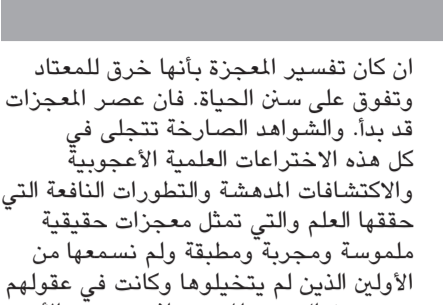 ان كان تفسير المعجزة بأنها خرق للمعتاد
وتفوق على سنن الحياة. فان عصر المعجزات
قد بدأ. والشواهد الصارخة تتجلى في
كل هذه الاختراعات العلمية الأعجوبية
والاكتشافات المدهشة والتطورات النافعة التي
حققها العلم والتي تمثل معجزات حقيقية
ملموسة ومجربة ومطبقة ولم نسمعها من
الأولين الذين لم يتخيلوها وكانت في عقولهم